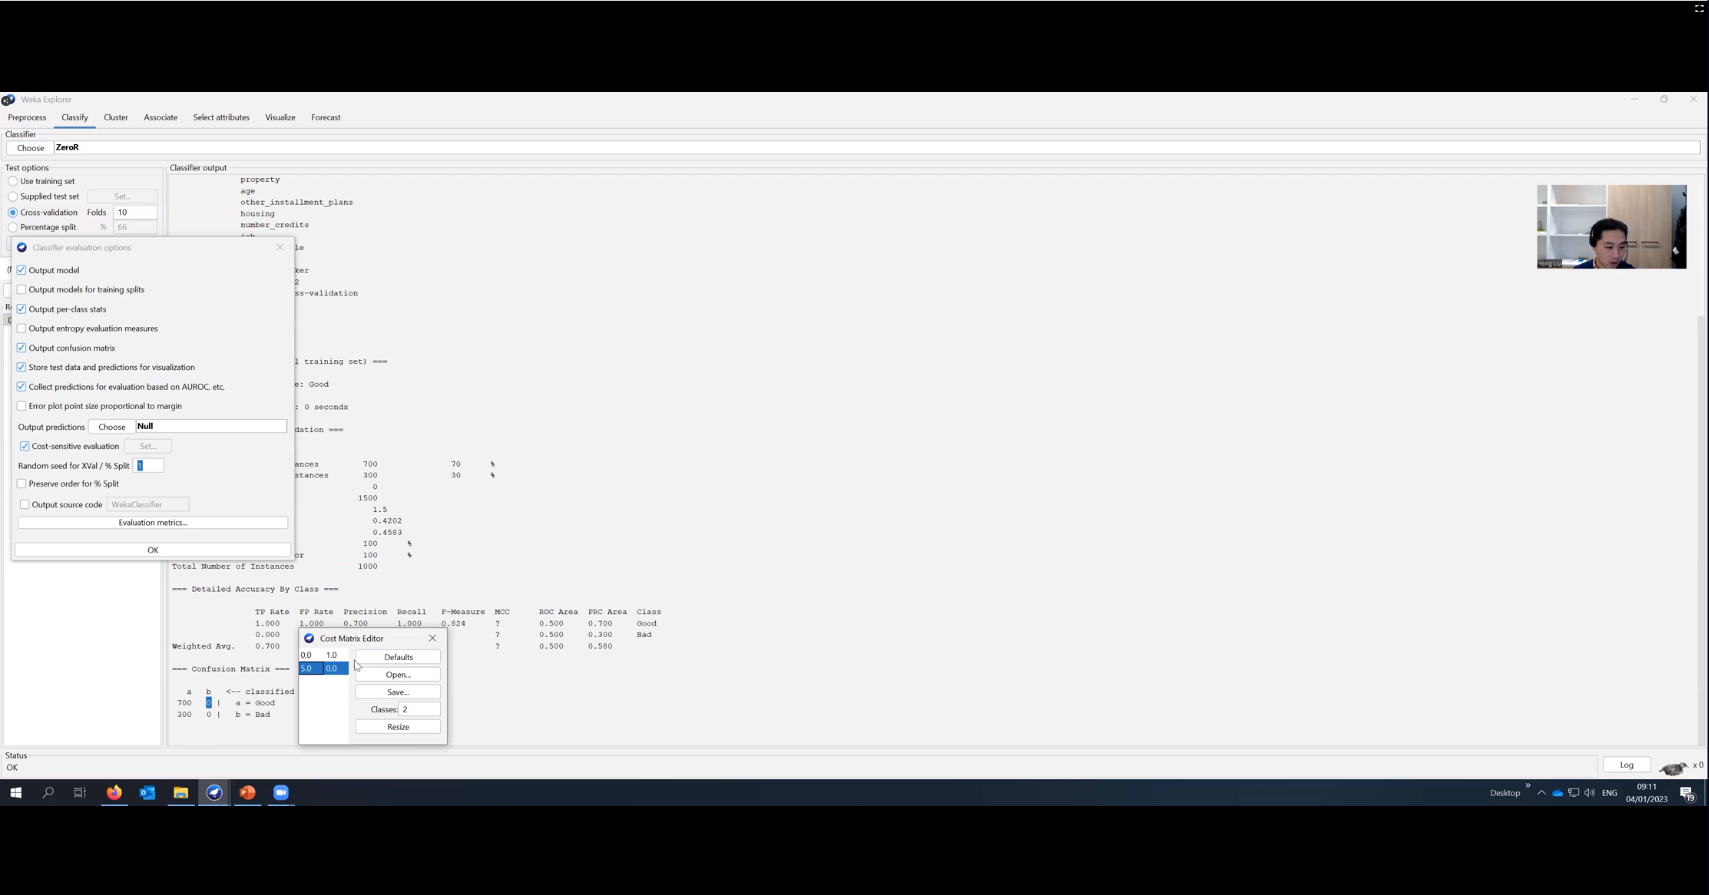 Weka Explorer
Preprocess Classify Cluster Associate Select attributes Visualize Forecast
Classifier
Choose ZeroR
Test options
Use training set
Supplied test set Set...
Cross-validation Folds 10
Percentage split % 66
Classifier evaluation options
Output model
Output models for training splits
Output per-class stats
Output entropy evaluation measures
Output confusion matrix
Store test data and predictions for visualization
Collect predictions for evaluation based on AUROC, etc.
Error plot point size proportional to margin
Output predictions Choose Null
Cost-sensitive evaluation Set...
Random seed for XVal / % Split 1
Preserve order for % Split
Output source code WekaClassifier
Evaluation metrics...
OK
Classifier output
property
age
other_installment_plans
housing
number_credits
le
ker
2
ss-validation
l training set) ===
e: Good
: 0 seconds
dation ===
ances 700 70 %
stances 300 30 %
0
1500
1.5
0.4202
0.4583
100 %
or 100 %
Total Number of Instances 1000
=== Detailed Accuracy By Class ===
TP Rate FP Rate Precision Recall F-Measure MCC ROC Area PRC Area Class
1.000 1.000 0.700 1.000 0.824 ? 0.500 0.700 Good
0.000 ? 0.500 0.300 Bad
Weighted Avg. 0.700 ? 0.500 0.580
=== Confusion Matrix ===
a b <-- classified
700 0 | a = Good
300 0 | b = Bad
Cost Matrix Editor
0.0 1.0
5.0 0.0
Defaults
Open...
Save...
Classes: 2
Resize
Yong Liu
Status
OK
Log x 0
Desktop » ENG 09:11
04/01/2023 19